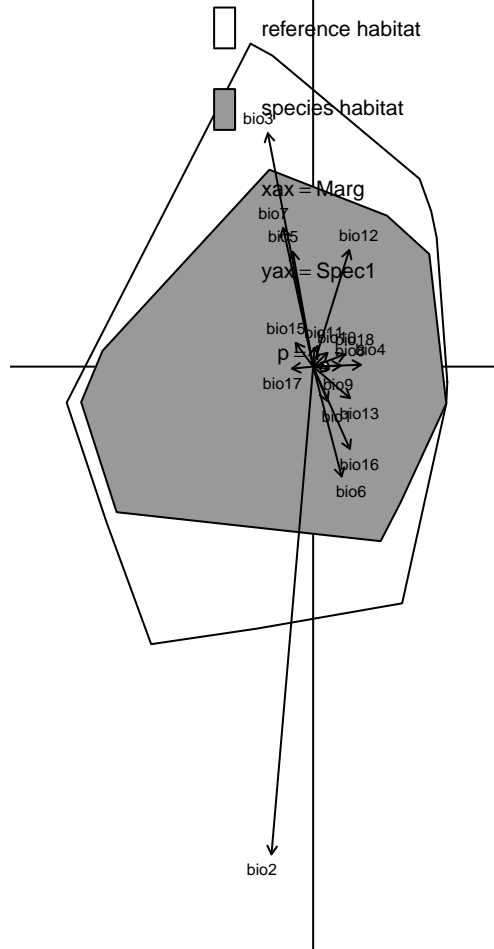 reference habitat
species habitat
bio3
xax = Marg
bio7
bio5
bio12
yax = Spec1
bio15
bio11
bio10
bio18
bio8
bio4
p =
bio17
bio9
bio1
bio13
bio16
bio6
bio2